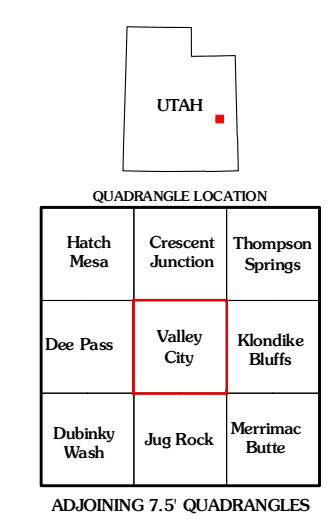 UTAH
QUADRANGLE LOCATION
Hatch
Mesa
Crescent
Junction
Thompson
Springs
Dee Pass
Valley
City
Klondike
Bluffs
Dubinky
Wash
Jug Rock
Merrimac
Butte
ADJOINING 7.5' QUADRANGLES